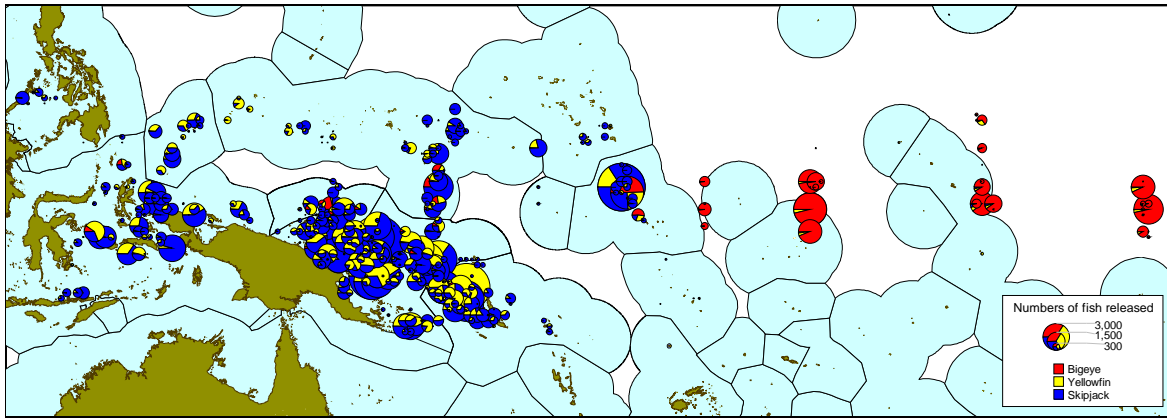 Numbers of fish released
3,000
1,500
300
Bigeye
Yellowfin
Skipjack